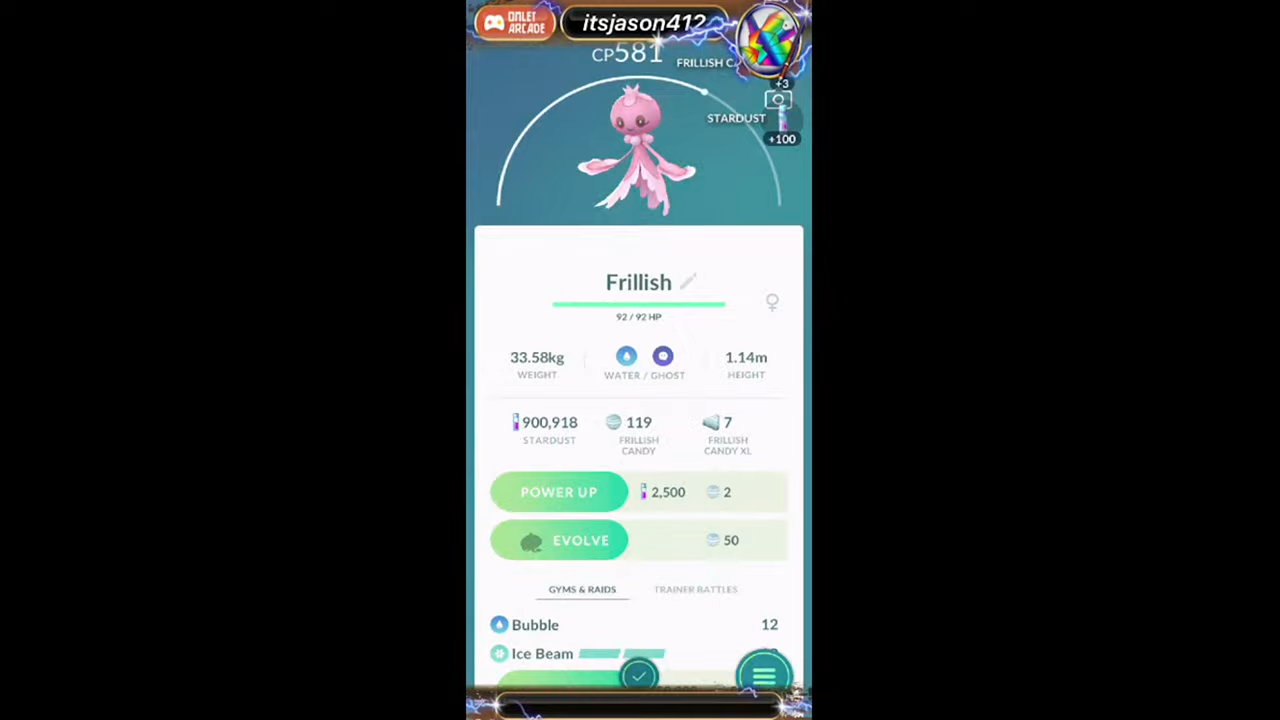 OMLET
ARCADE
itsjason412
CP581
FRILLISH C
+3
STARDUST
+100
Frillish
92 / 92 HP
33.58kg
WEIGHT
WATER / GHOST
1.14m
HEIGHT
900,918
STARDUST
119
FRILLISH
CANDY
7
FRILLISH
CANDY XL
POWER UP
2,500
2
EVOLVE
50
GYMS & RAIDS
TRAINER BATTLES
Bubble
12
Ice Beam